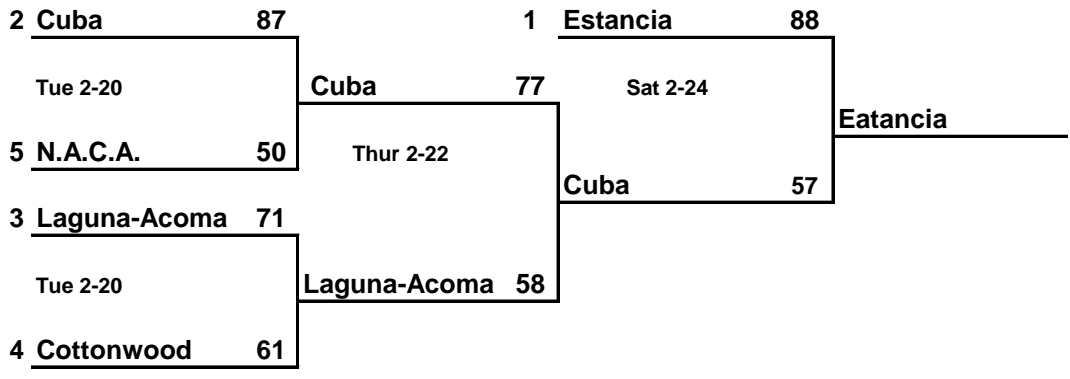 2 Cuba 87 1 Estancia 88
Tue 2-20 Cuba 77 Sat 2-24
Eatancia
5 N.A.C.A. 50 Thur 2-22
Cuba 57
3 Laguna-Acoma 71
Tue 2-20 Laguna-Acoma 58
4 Cottonwood 61